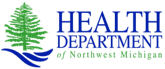 HEALTH
DEPARTMENT
of Northwest Michigan